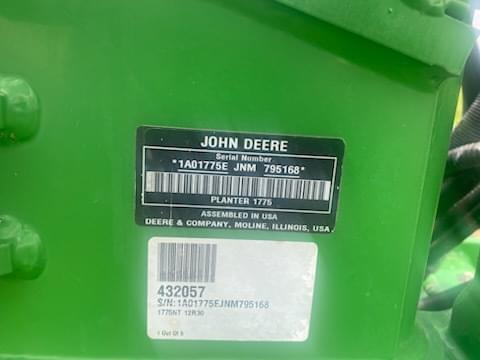 JOHN DEERE
Serial Number
*1A01775E JNM 795168*
PLANTER 1775
ASSEMBLED IN USA
DEERE & COMPANY, MOLINE, ILLINOIS, USA
432057
S/N:1A01775EJNM795168
1775NT 12R30
1 Out Of